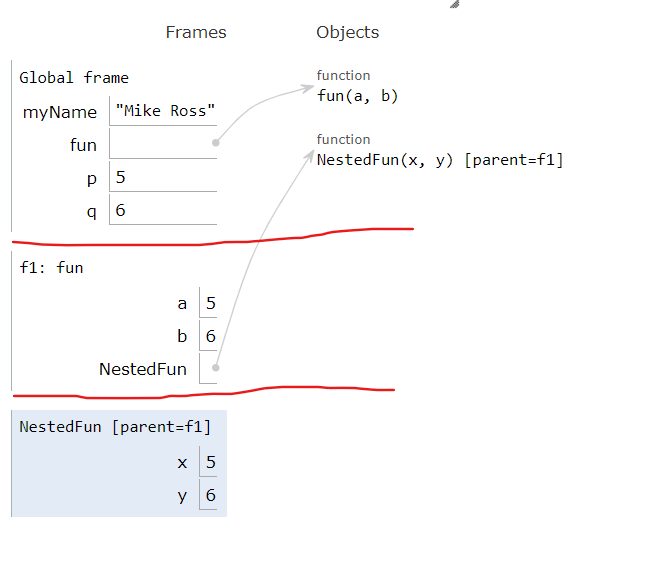 Frames Objects
Global frame
myName "Mike Ross"
fun
p 5
q 6
function
fun(a, b)
function
NestedFun(x, y) [parent=f1]
f1: fun
a 5
b 6
NestedFun
NestedFun [parent=f1]
x 5
y 6